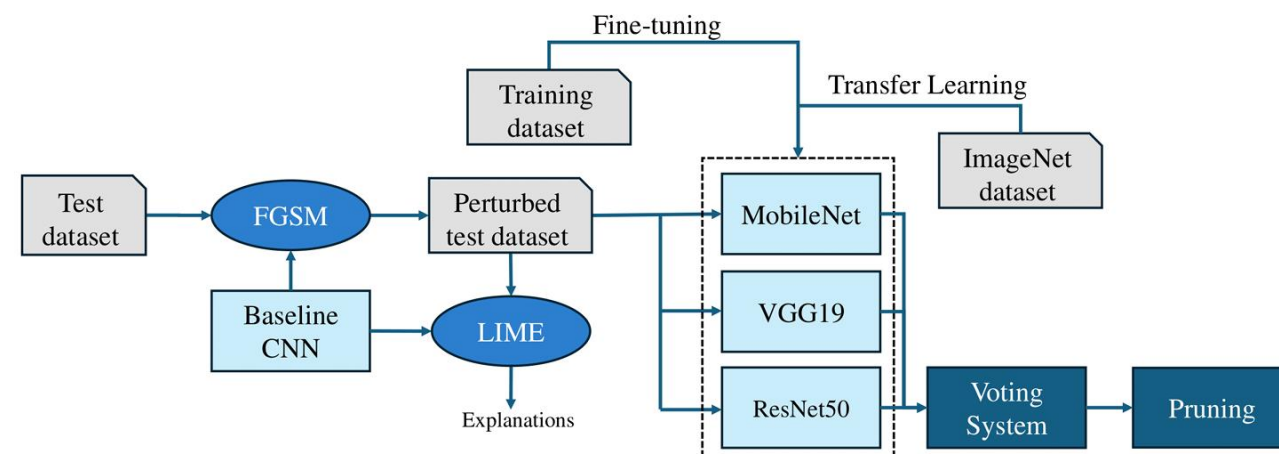 Fine-tuning
Training
dataset
Transfer Learning
ImageNet
dataset
Test
dataset
FGSM
Perturbed
test dataset
MobileNet
Baseline
CNN
LIME
VGG19
Explanations
ResNet50
Voting
System
Pruning